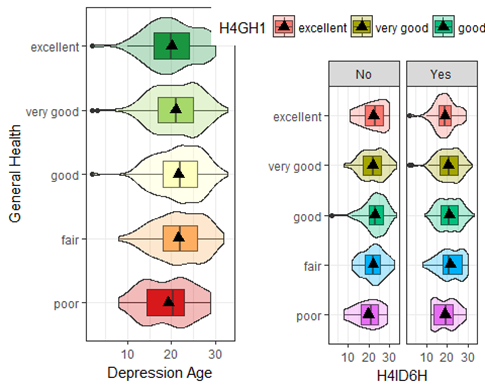 H4GH1 excellent very good good
No Yes
excellent
very good
good
fair
poor
General Health
10 20 30
Depression Age
excellent
very good
good
fair
poor
10 20 30 10 20 30
H4ID6H